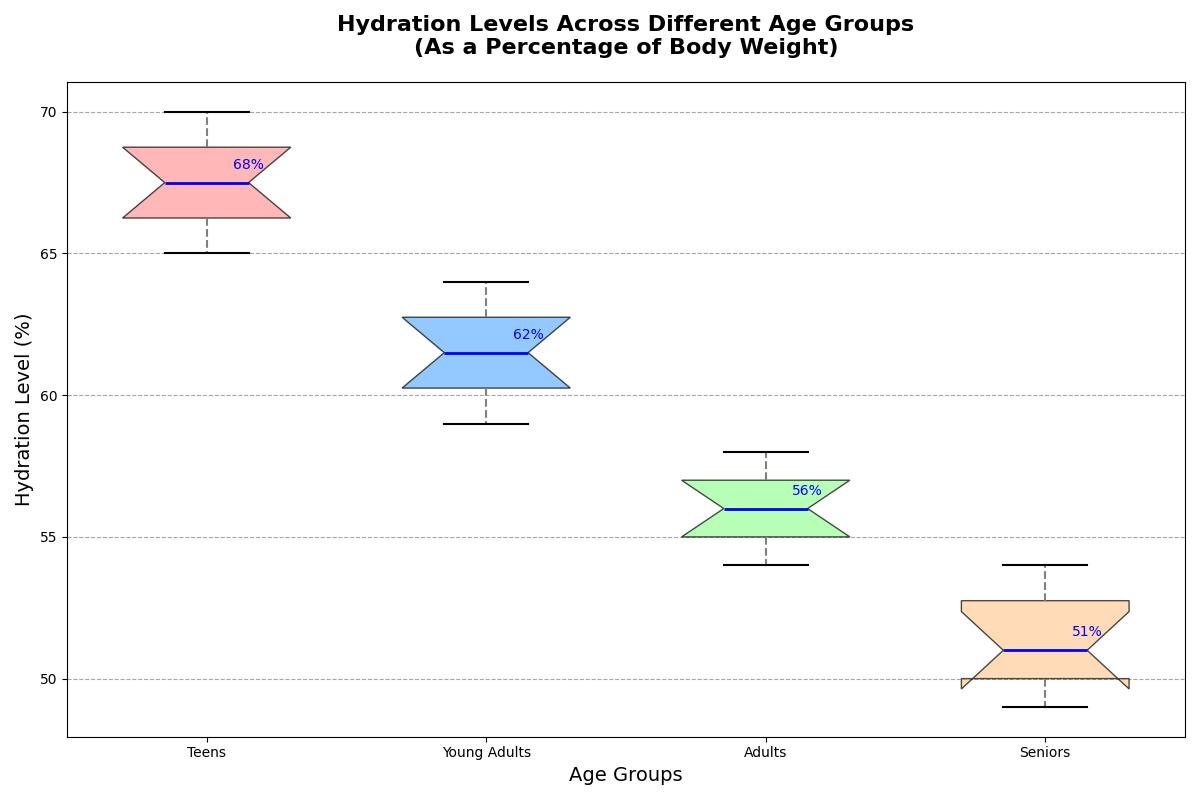 Hydration Levels Across Different Age Groups
(As a Percentage of Body Weight)
Hydration Level (%)
70
65
60
55
50
68%
62%
56%
51%
Teens
Young Adults
Adults
Seniors
Age Groups